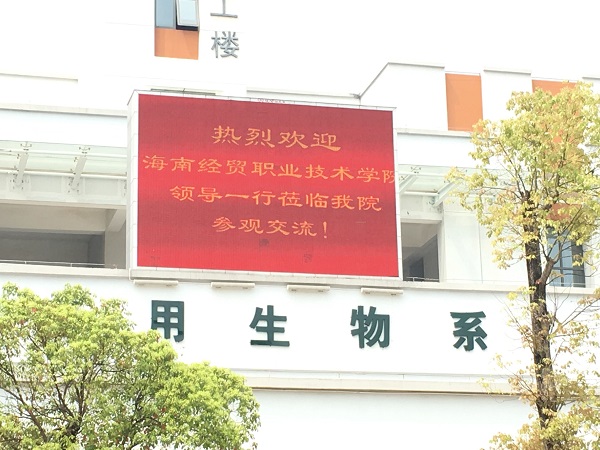 楼
热烈欢迎
海南经贸职业技术学院
领导一行莅临我院
参观交流！
用生物系